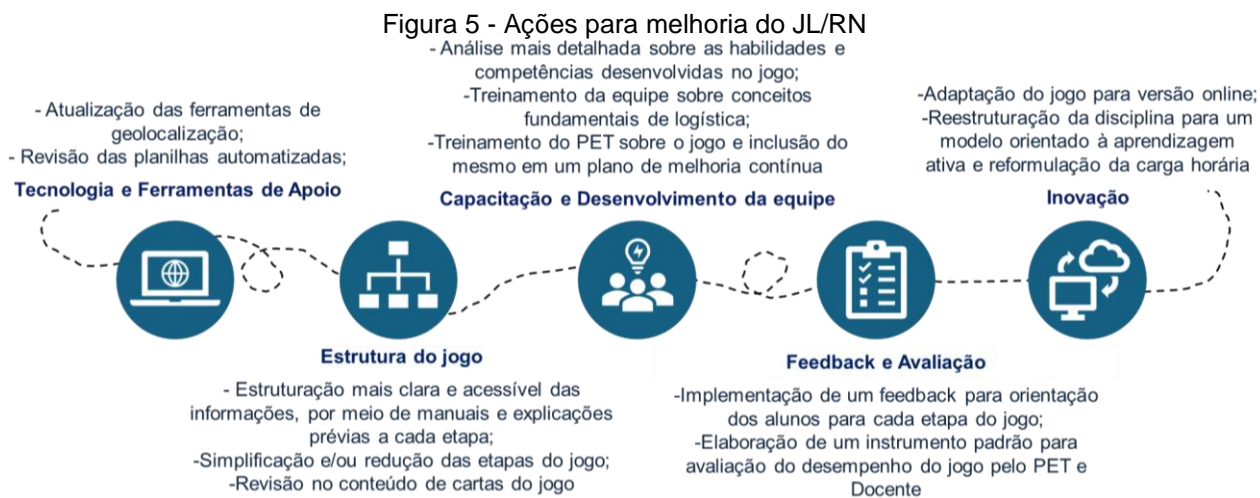 Figura 5 - Ações para melhoria do JL/RN
- Atualização das ferramentas de
geolocalização;
- Revisão das planilhas automatizadas;
Tecnologia e Ferramentas de Apoio
- Análise mais detalhada sobre as habilidades e
competências desenvolvidas no jogo;
-Treinamento da equipe sobre conceitos
fundamentais de logística;
-Treinamento do PET sobre o jogo e inclusão do
mesmo em um plano de melhoria contínua
Capacitação e Desenvolvimento da equipe
-Adaptação do jogo para versão online;
-Reestruturação da disciplina para um
modelo orientado à aprendizagem
ativa e reformulação da carga horária
Inovação
Estrutura do jogo
- Estruturação mais clara e acessível das
informações, por meio de manuais e explicações
prévias a cada etapa;
-Simplificação e/ou redução das etapas do jogo;
-Revisão no conteúdo de cartas do jogo
Feedback e Avaliação
-Implementação de um feedback para orientação
dos alunos para cada etapa do jogo;
-Elaboração de um instrumento padrão para
avaliação do desempenho do jogo pelo PET e
Docente